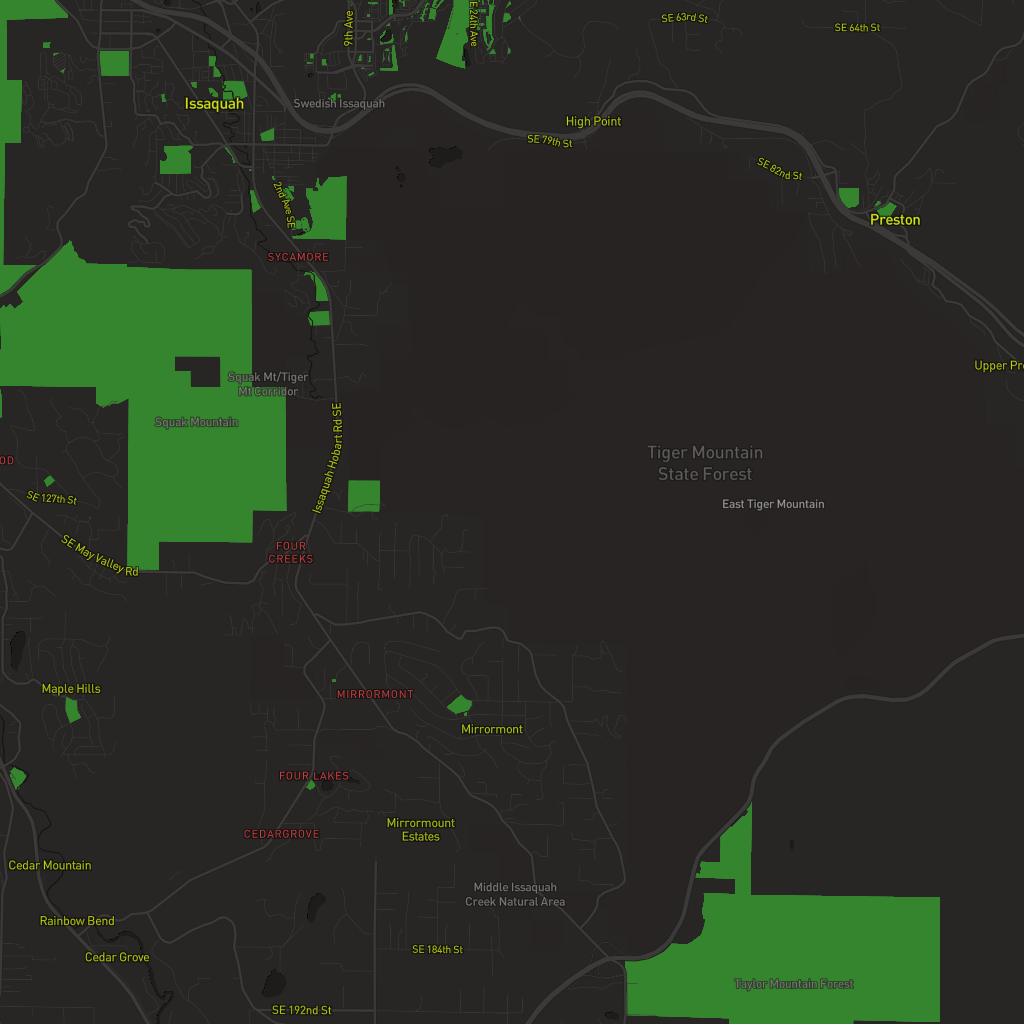 9th Ave
SE 24th Ave
SE 63rd St
SE 64th St
Issaquah
Swedish Issaquah
High Point
SE 79th St
SE 82nd St
2nd Ave SE
Preston
SYCAMORE
Upper Pre
Squak Mt/Tiger
Mt Corridor
Squak Mountain
Issaquah Hobart Rd SE
Tiger Mountain
State Forest
OD
SE 127th St
East Tiger Mountain
SE May Valley Rd
FOUR
CREEKS
Maple Hills
MIRRORMONT
Mirrormont
FOUR LAKES
CEDARGROVE
Mirrormount
Estates
Cedar Mountain
Middle Issaquah
Creek Natural Area
Rainbow Bend
SE 184th St
Cedar Grove
Taylor Mountain Forest
SE 192nd St